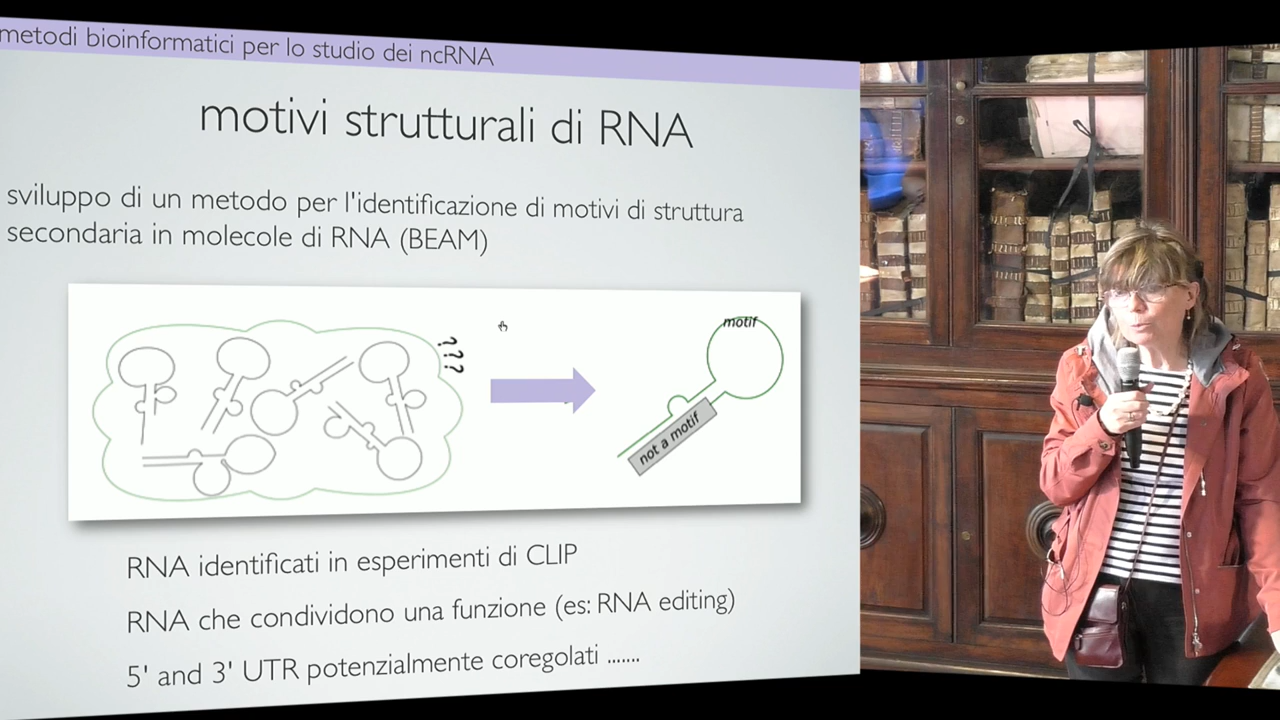 metodi bioinformatici per lo studio dei ncRNA
motivi strutturali di RNA
sviluppo di un metodo per l'identificazione di motivi di struttura
secondaria in molecole di RNA (BEAM)
???
motif
not a motif
RNA identificati in esperimenti di CLIP
RNA che condividono una funzione (es: RNA editing)
5' and 3' UTR potenzialmente coregolati .......